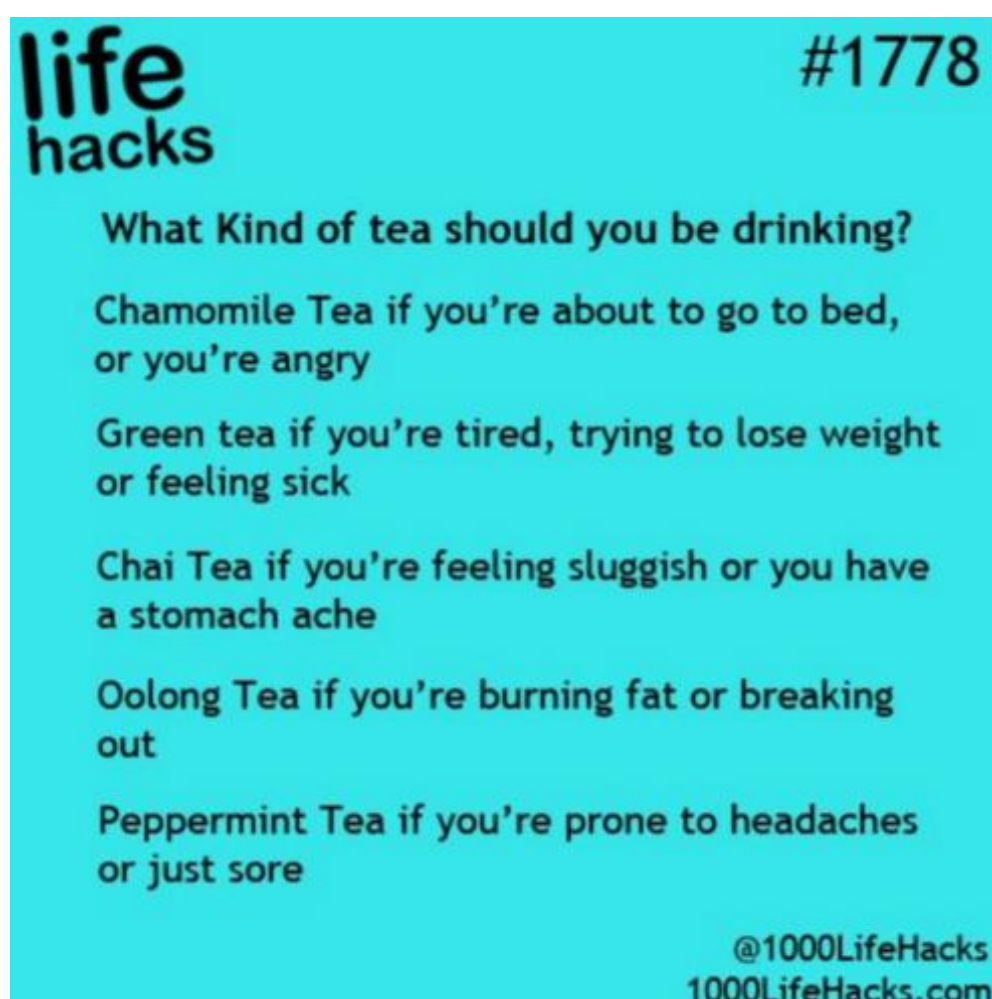 life
hacks
#1778
What Kind of tea should you be drinking?
Chamomile Tea if you're about to go to bed,
or you're angry
Green tea if you're tired, trying to lose weight
or feeling sick
Chai Tea if you're feeling sluggish or you have
a stomach ache
Oolong Tea if you're burning fat or breaking
out
Peppermint Tea if you're prone to headaches
or just sore
@1000LifeHacks
1000LifeHacks.com